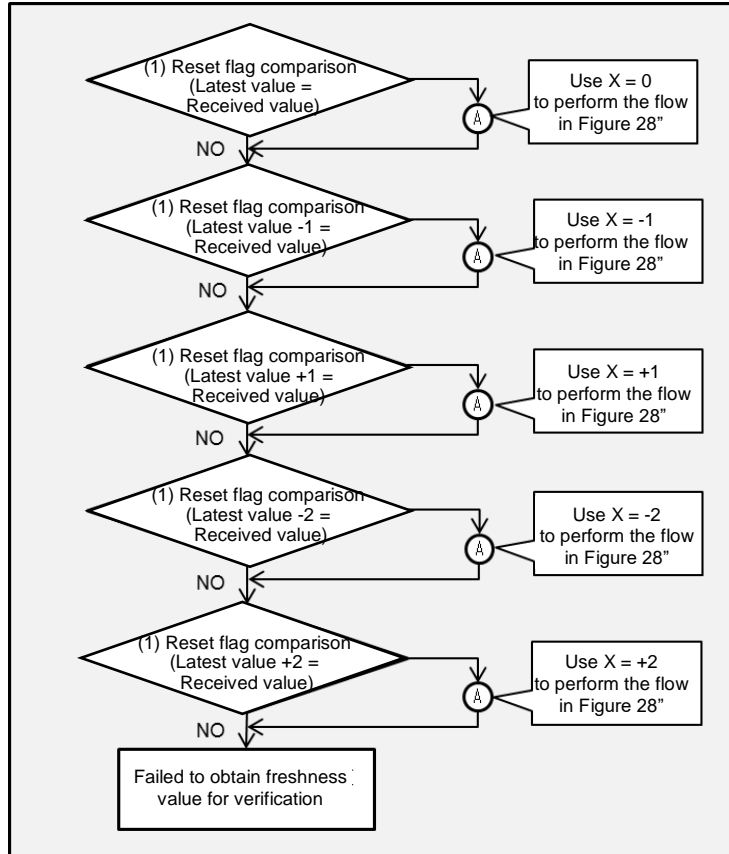 (1) Reset flag comparison
(Latest value =
Received value)
A
Use X = 0
to perform the flow
in Figure 28”
NO
(1) Reset flag comparison
(Latest value -1 =
Received value)
A
Use X = -1
to perform the flow
in Figure 28”
NO
(1) Reset flag comparison
(Latest value +1 =
Received value)
A
Use X = +1
to perform the flow
in Figure 28”
NO
(1) Reset flag comparison
(Latest value -2 =
Received value)
A
Use X = -2
to perform the flow
in Figure 28”
NO
(1) Reset flag comparison
(Latest value +2 =
Received value)
A
Use X = +2
to perform the flow
in Figure 28”
NO
Failed to obtain freshness
value for verification